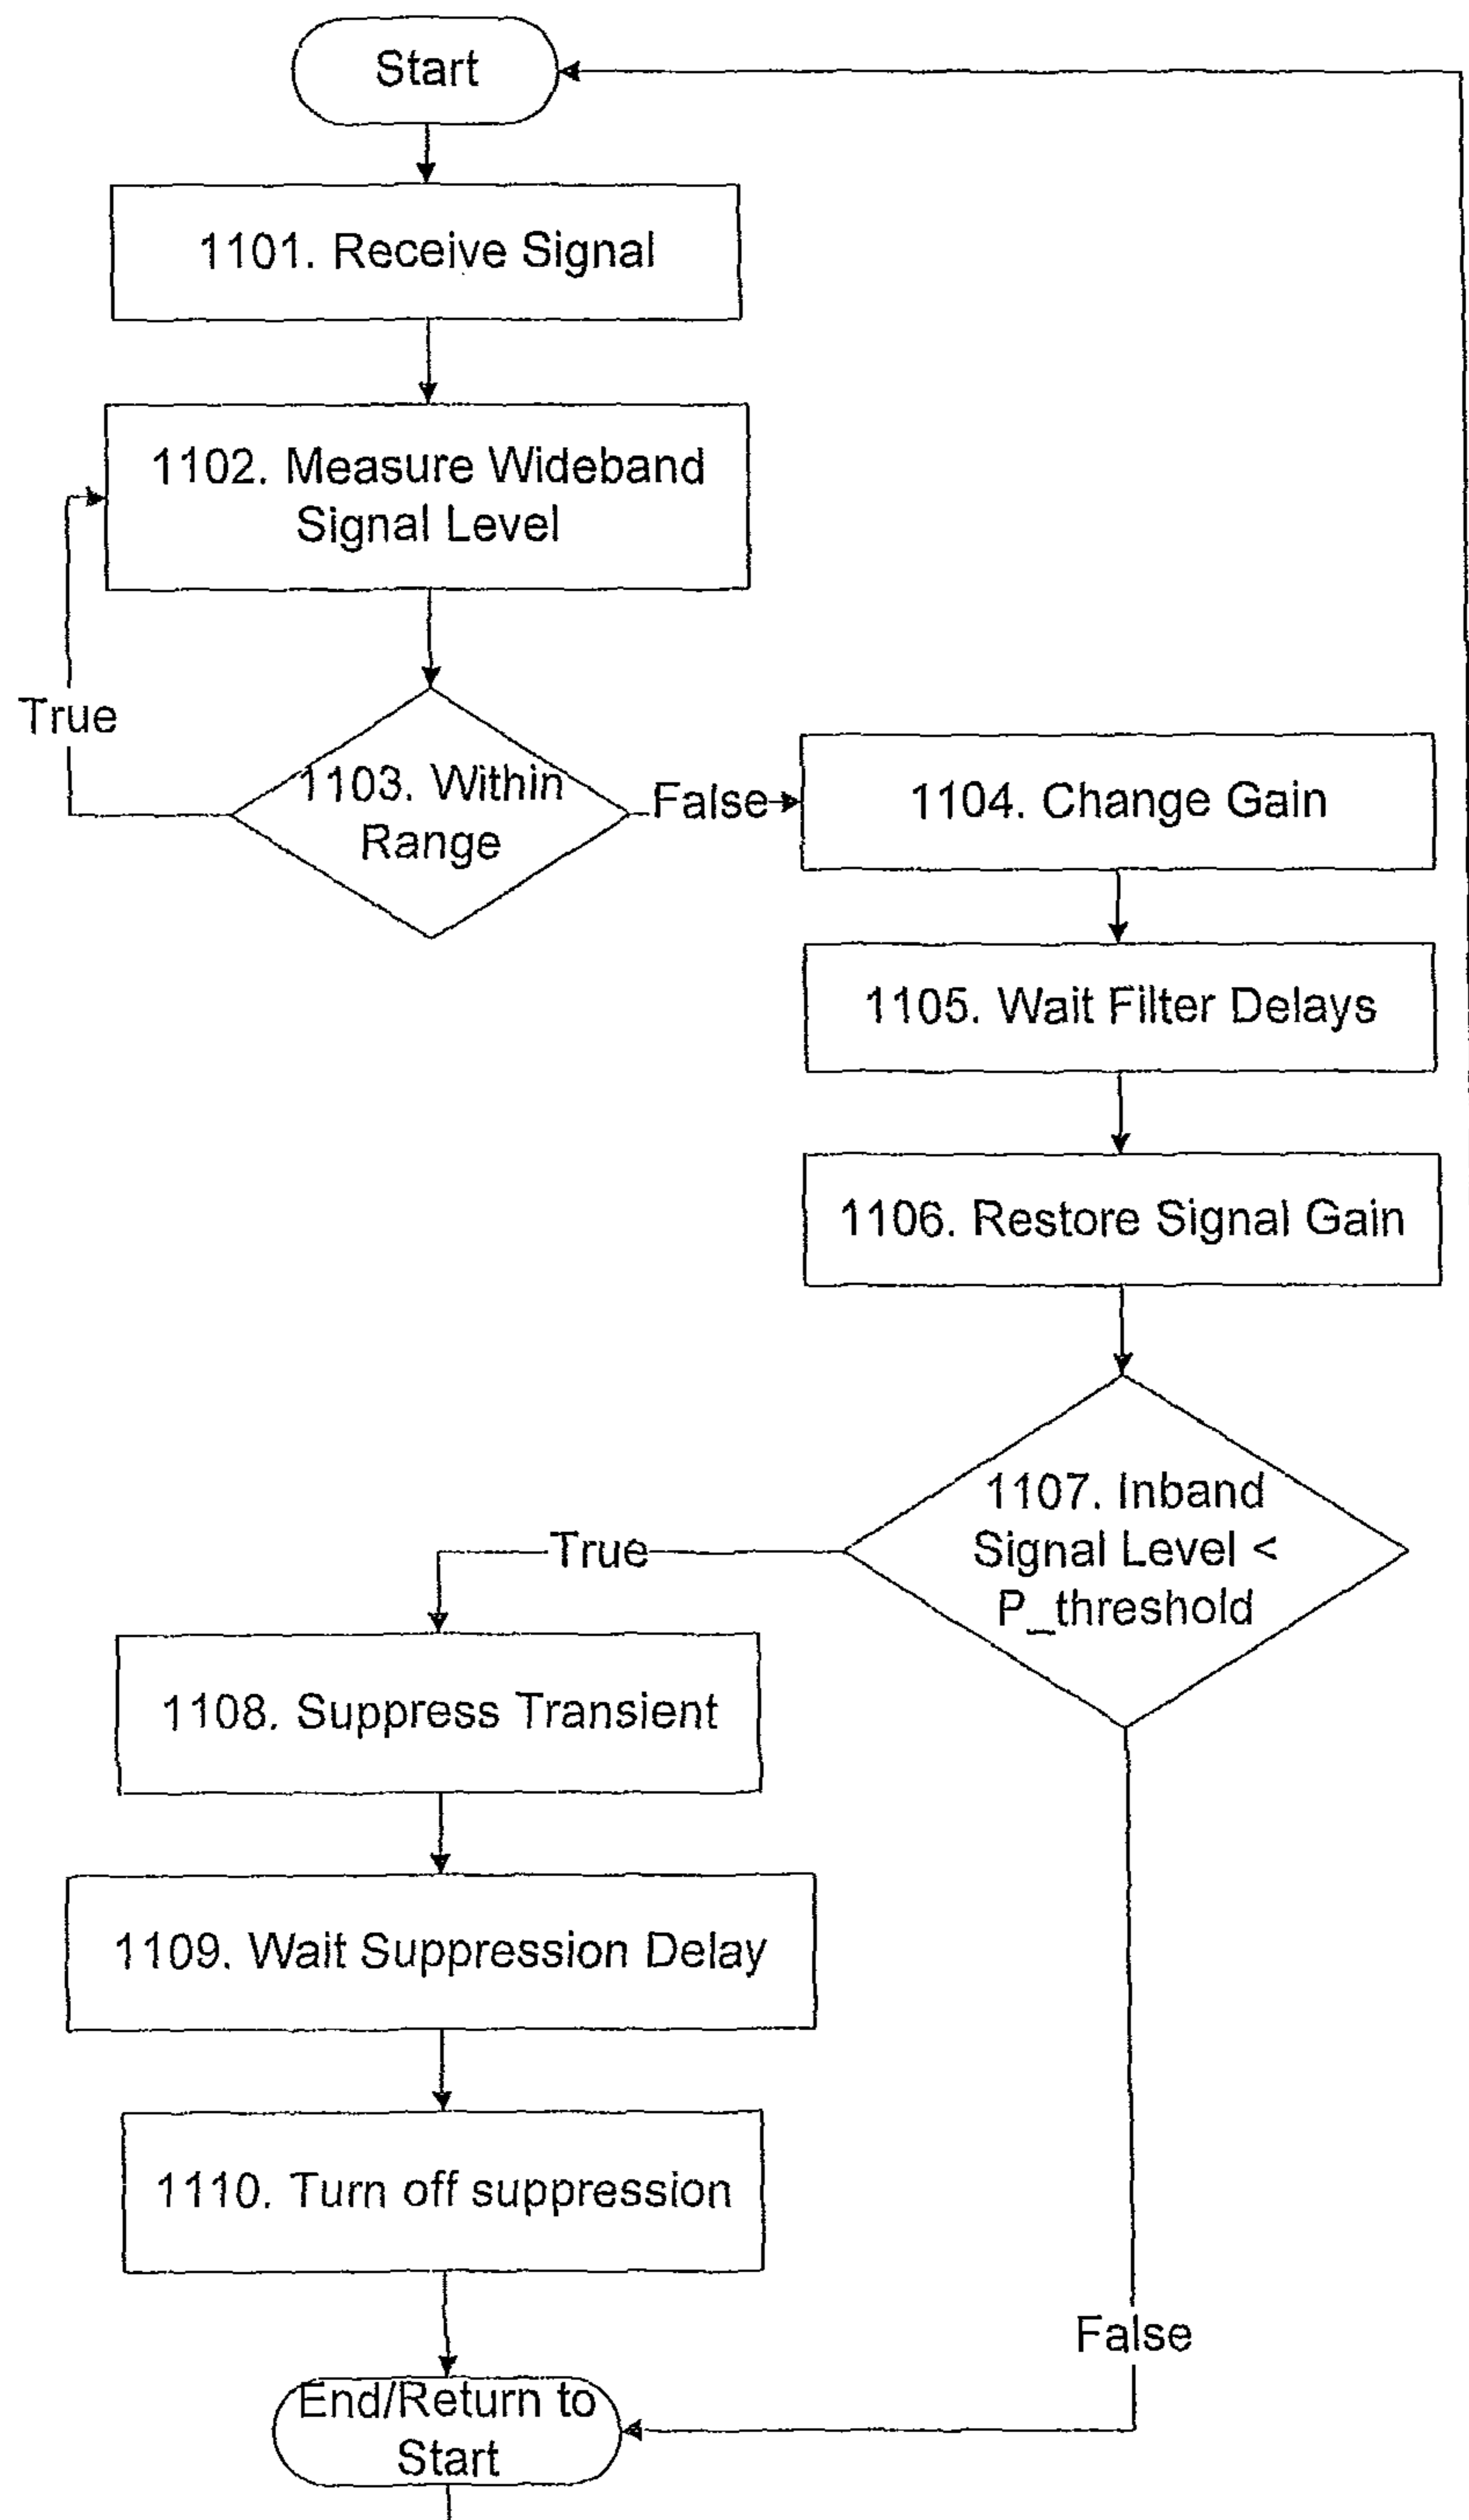 Start
1101. Receive Signal
1102. Measure Wideband
Signal Level
True
1103. Within
Range
False
1104. Change Gain
1105. Wait Filter Delays
1106. Restore Signal Gain
1107. Inband
Signal Level <
P_threshold
True
1108. Suppress Transient
1109. Wait Suppression Delay
1110. Turn off suppression
False
End/Return to
Start